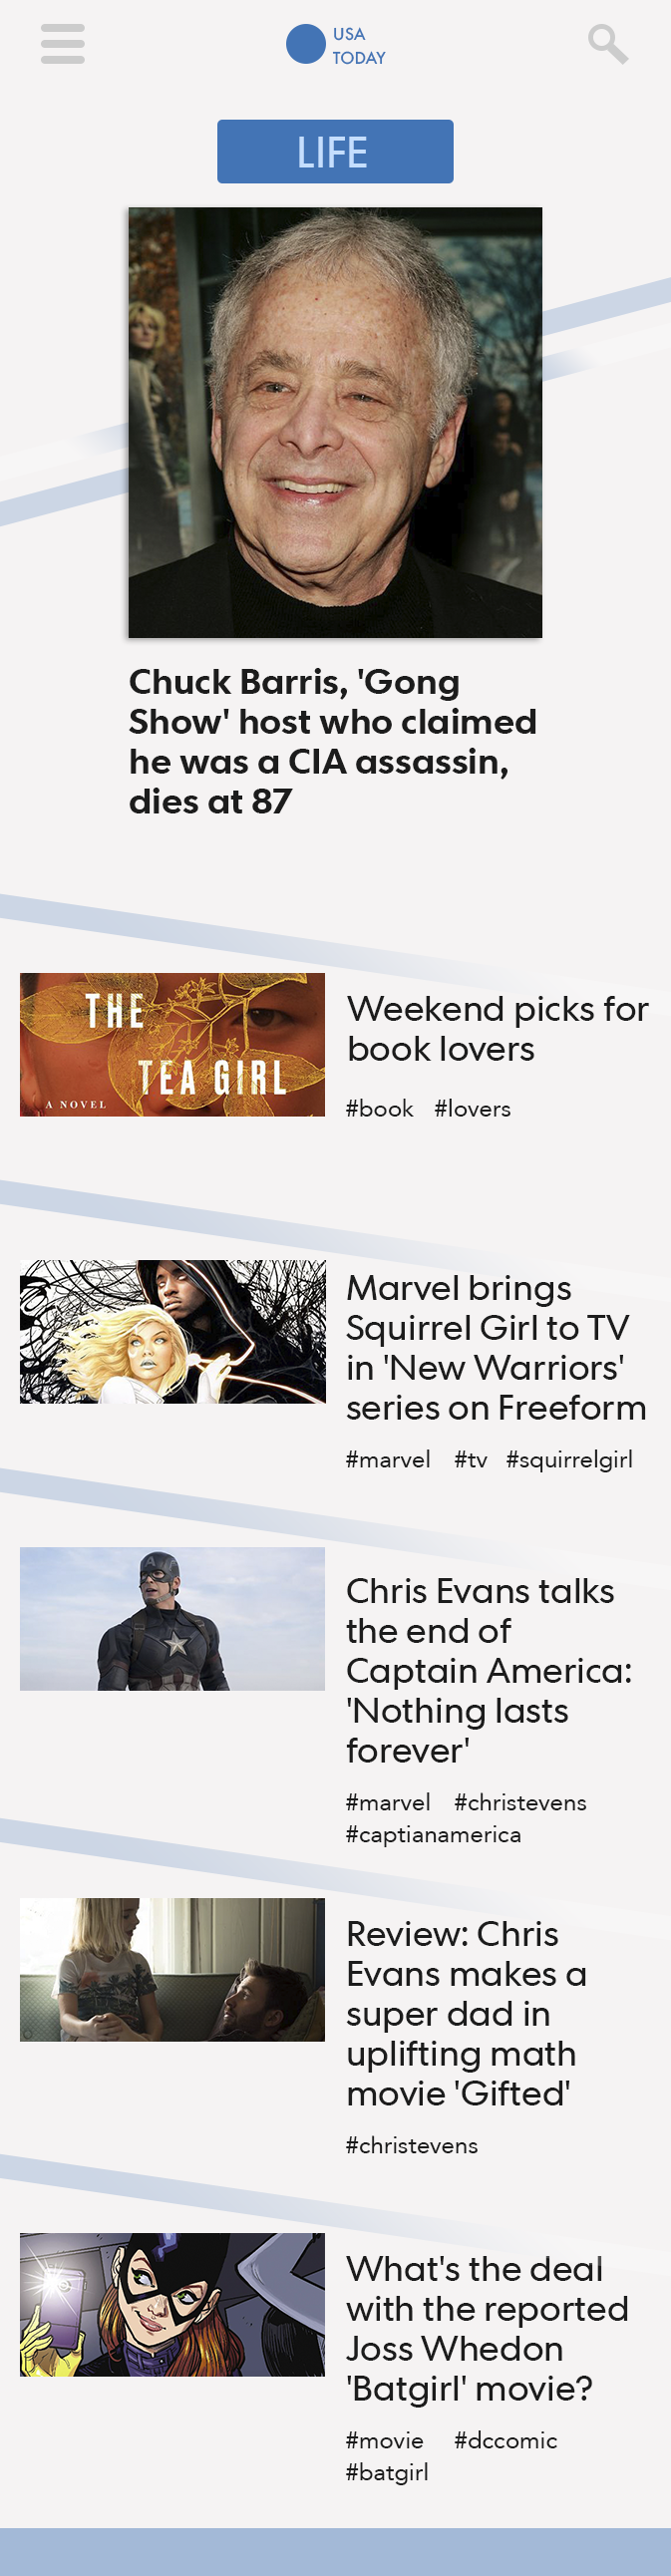 USA
TODAY
LIFE
Chuck Barris, 'Gong
Show' host who claimed
he was a CIA assassin,
dies at 87
THE
TEA GIRL
A NOVEL
Weekend picks for
book lovers
#book #lovers
Marvel brings
Squirrel Girl to TV
in 'New Warriors'
series on Freeform
#marvel #tv #squirrelgirl
Chris Evans talks
the end of
Captain America:
'Nothing lasts
forever'
#marvel #christevens
#captianamerica
Review: Chris
Evans makes a
super dad in
uplifting math
movie 'Gifted'
#christevens
What's the deal
with the reported
Joss Whedon
'Batgirl' movie?
#movie #dccomic
#batgirl